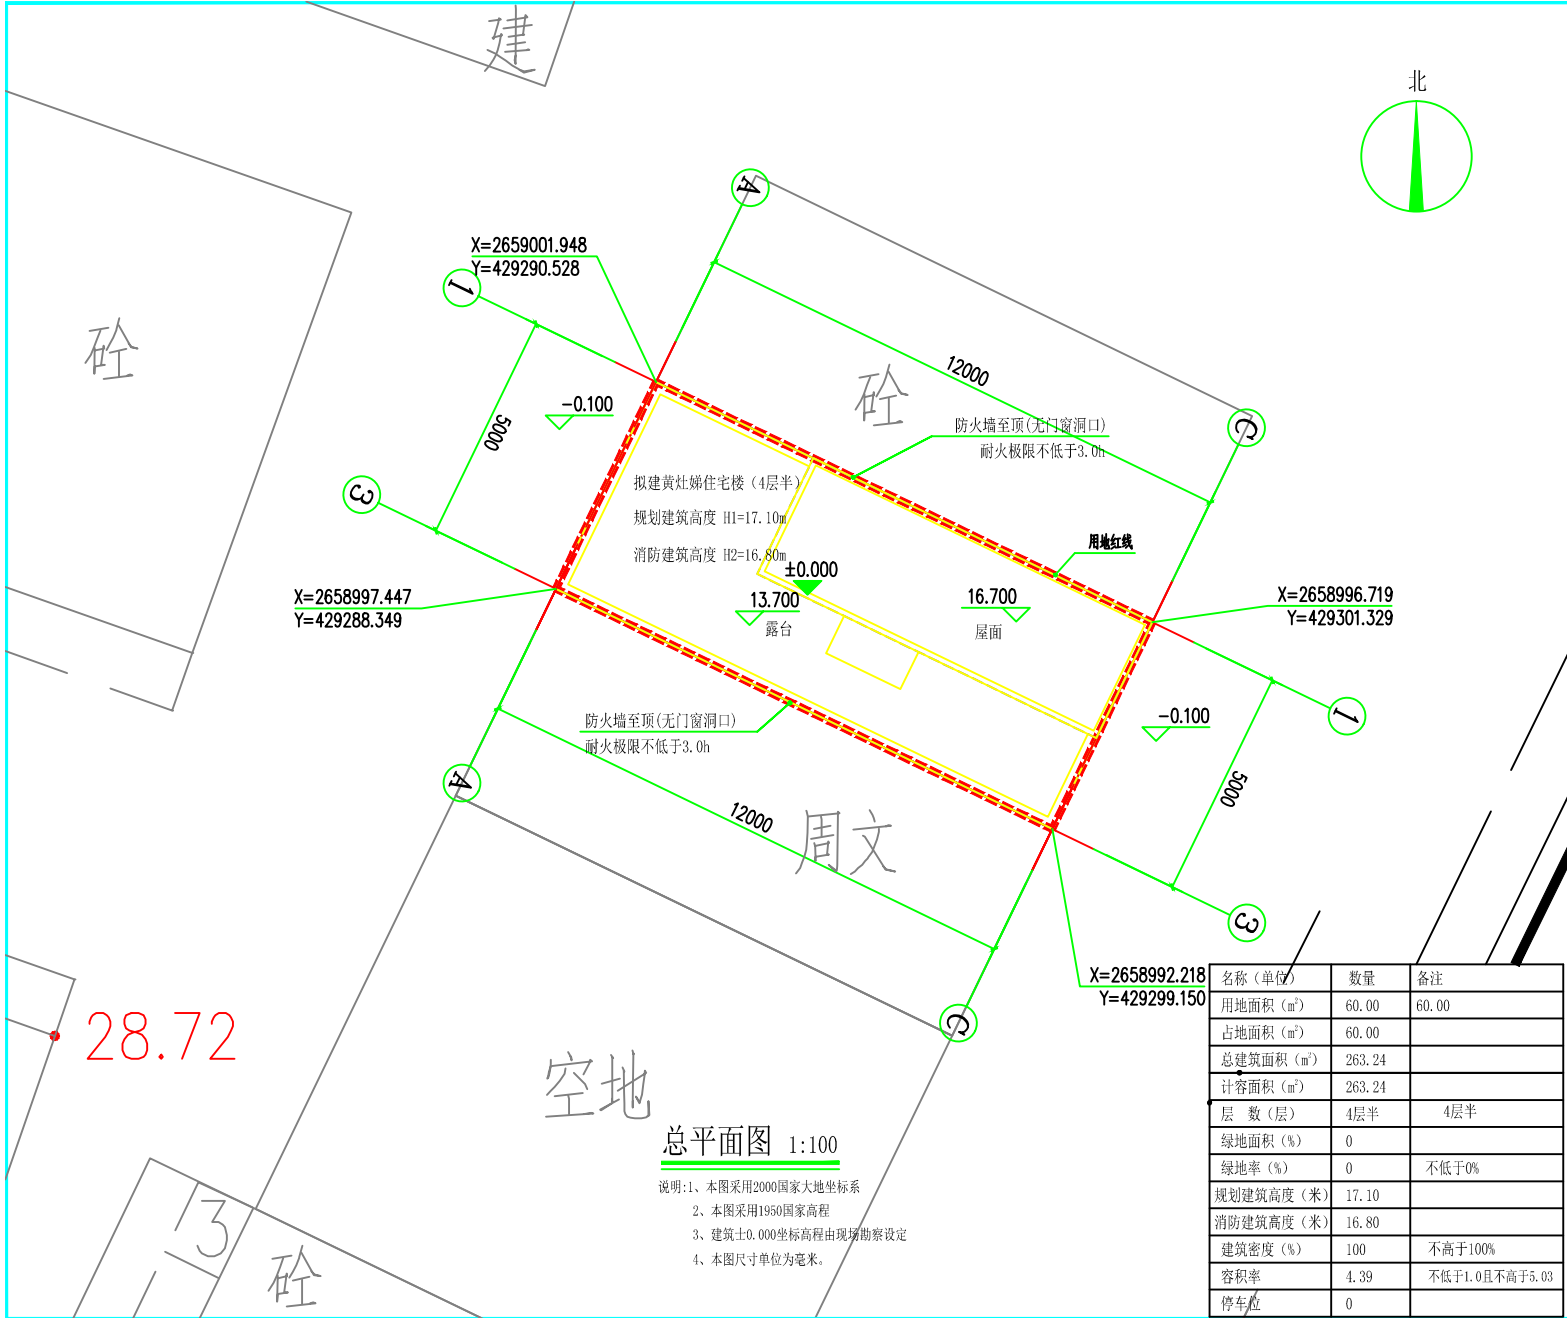 建
北
A
X=2659001.948
Y=429290.528
1
砼
12000
砼
C
-0.100
5000
防火墙至顶(无门窗洞口)
耐火极限不低于3.0h
3
拟建黄灶娣住宅楼（4层半）
规划建筑高度 H1=17.10m
消防建筑高度 H2=16.80m
用地红线
±0.000
13.700
露台
16.700
屋面
X=2658997.447
Y=429288.349
X=2658996.719
Y=429301.329
1
-0.100
防火墙至顶(无门窗洞口)
耐火极限不低于3.0h
A
5000
12000
周文
3
X=2658992.218
Y=429299.150
C
28.72
空地
总平面图 1:100
说明:1、本图采用2000国家大地坐标系
2、本图采用1950国家高程
3、建筑士0.000坐标高程由现场勘察设定
4、本图尺寸单位为毫米。
3
砼
名称（单位） 数量 备注
用地面积（㎡） 60.00 60.00
占地面积（㎡） 60.00
总建筑面积（㎡） 263.24
计容面积（㎡） 263.24
层 数（层） 4层半 4层半
绿地面积（%） 0
绿地率（%） 0 不低于0%
规划建筑高度（米） 17.10
消防建筑高度（米） 16.80
建筑密度（%） 100 不高于100%
容积率 4.39 不低于1.0且不高于5.03
停车位 0